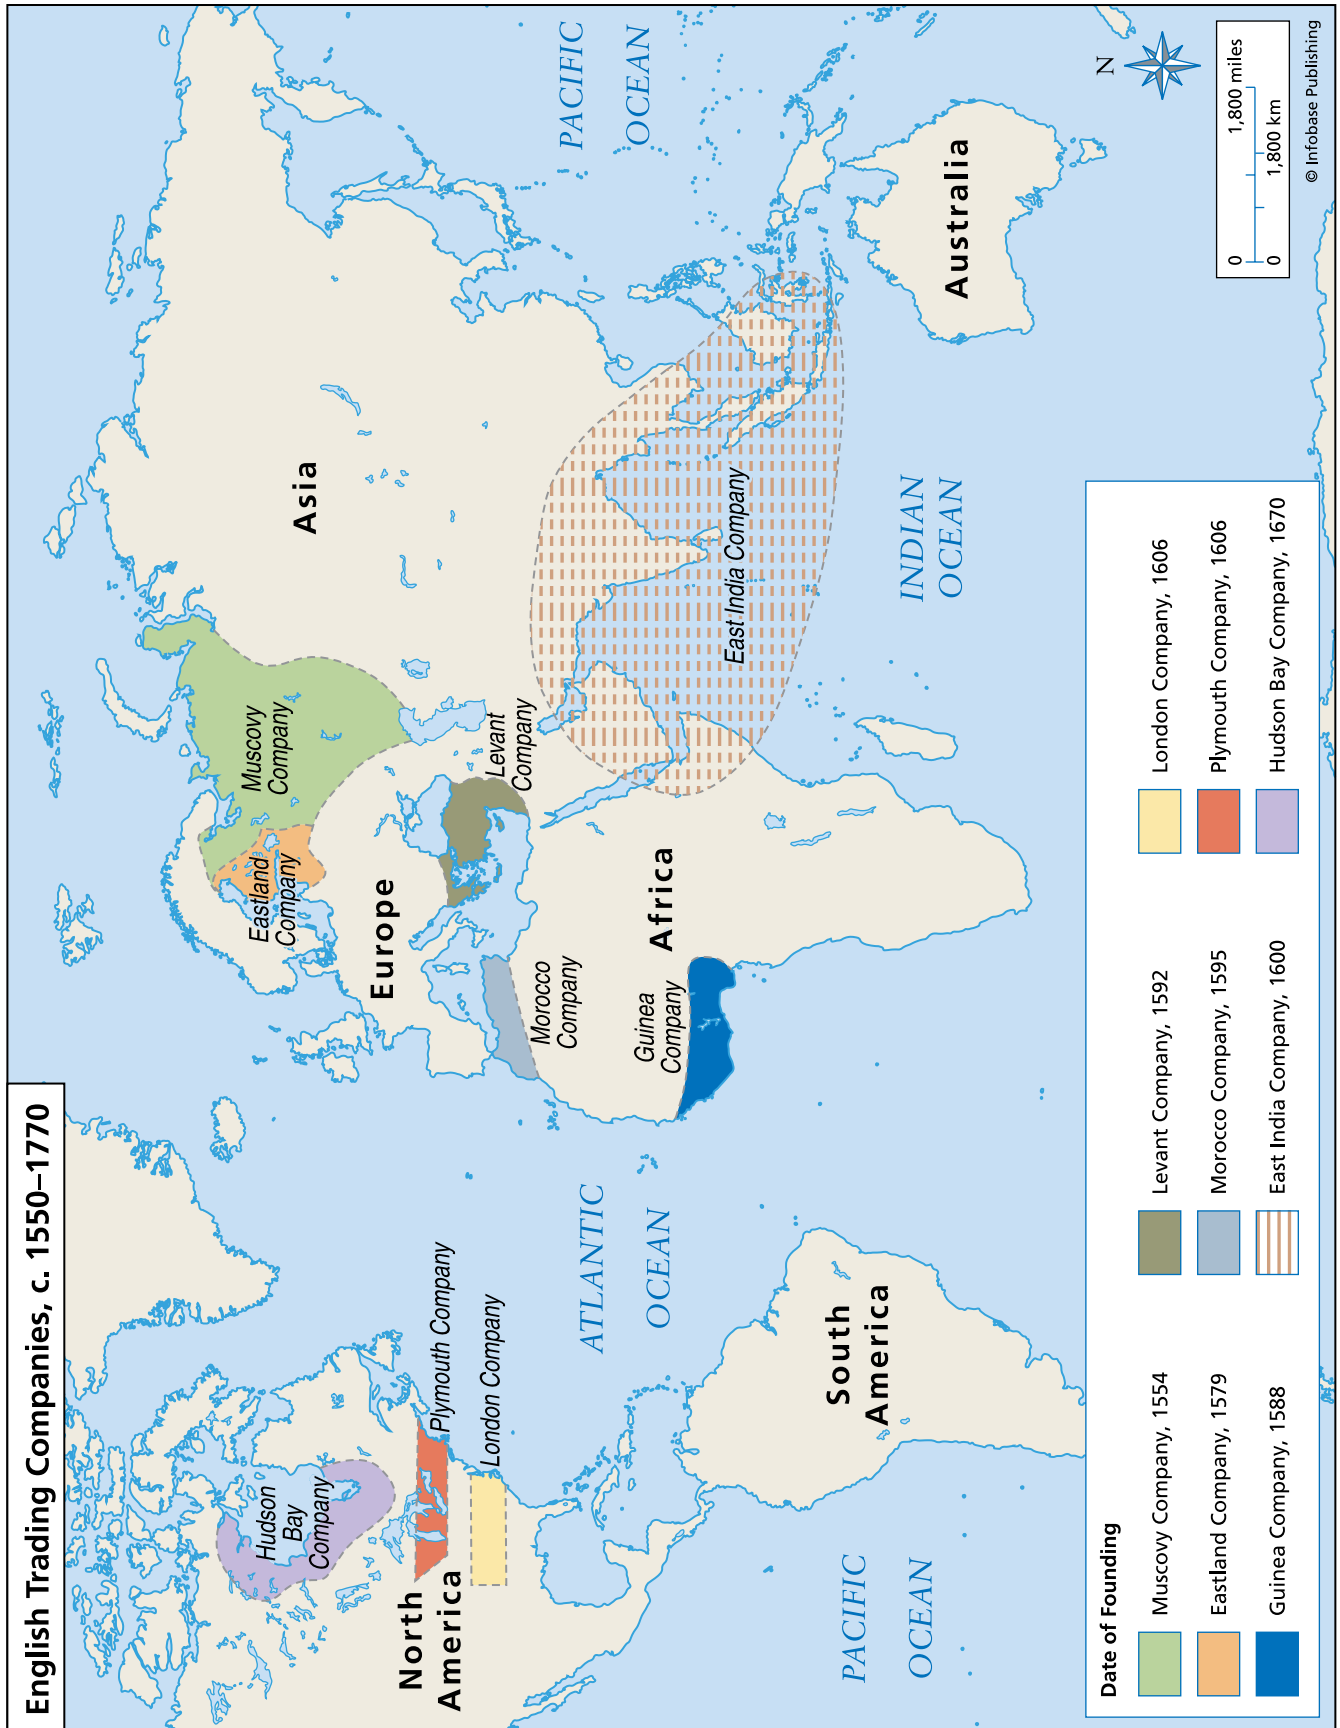 English Trading Companies, c. 1550–1770
Hudson
Bay
Company
North
America
Plymouth Company
London Company
ATLANTIC
OCEAN
PACIFIC
OCEAN
South
America
Eastland
Company
Muscovy
Company
Europe
Levant
Company
Morocco
Company
Africa
Guinea
Company
Asia
East India Company
INDIAN
OCEAN
PACIFIC
OCEAN
Australia
N
0 1,800 miles
0 1,800 km
© Infobase Publishing
Date of Founding
Muscovy Company, 1554
Eastland Company, 1579
Guinea Company, 1588
Levant Company, 1592
Morocco Company, 1595
East India Company, 1600
London Company, 1606
Plymouth Company, 1606
Hudson Bay Company, 1670